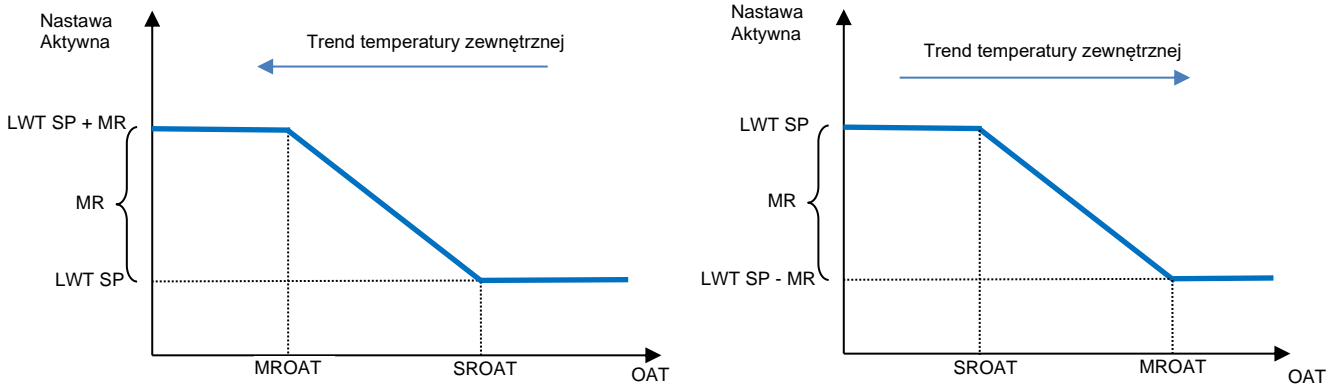 Nastawa
Aktywna
Trend temperatury zewnętrznej
LWT SP + MR
MR
LWT SP
MROAT
SROAT
OAT
Nastawa
Aktywna
Trend temperatury zewnętrznej
LWT SP
MR
LWT SP - MR
SROAT
MROAT
OAT